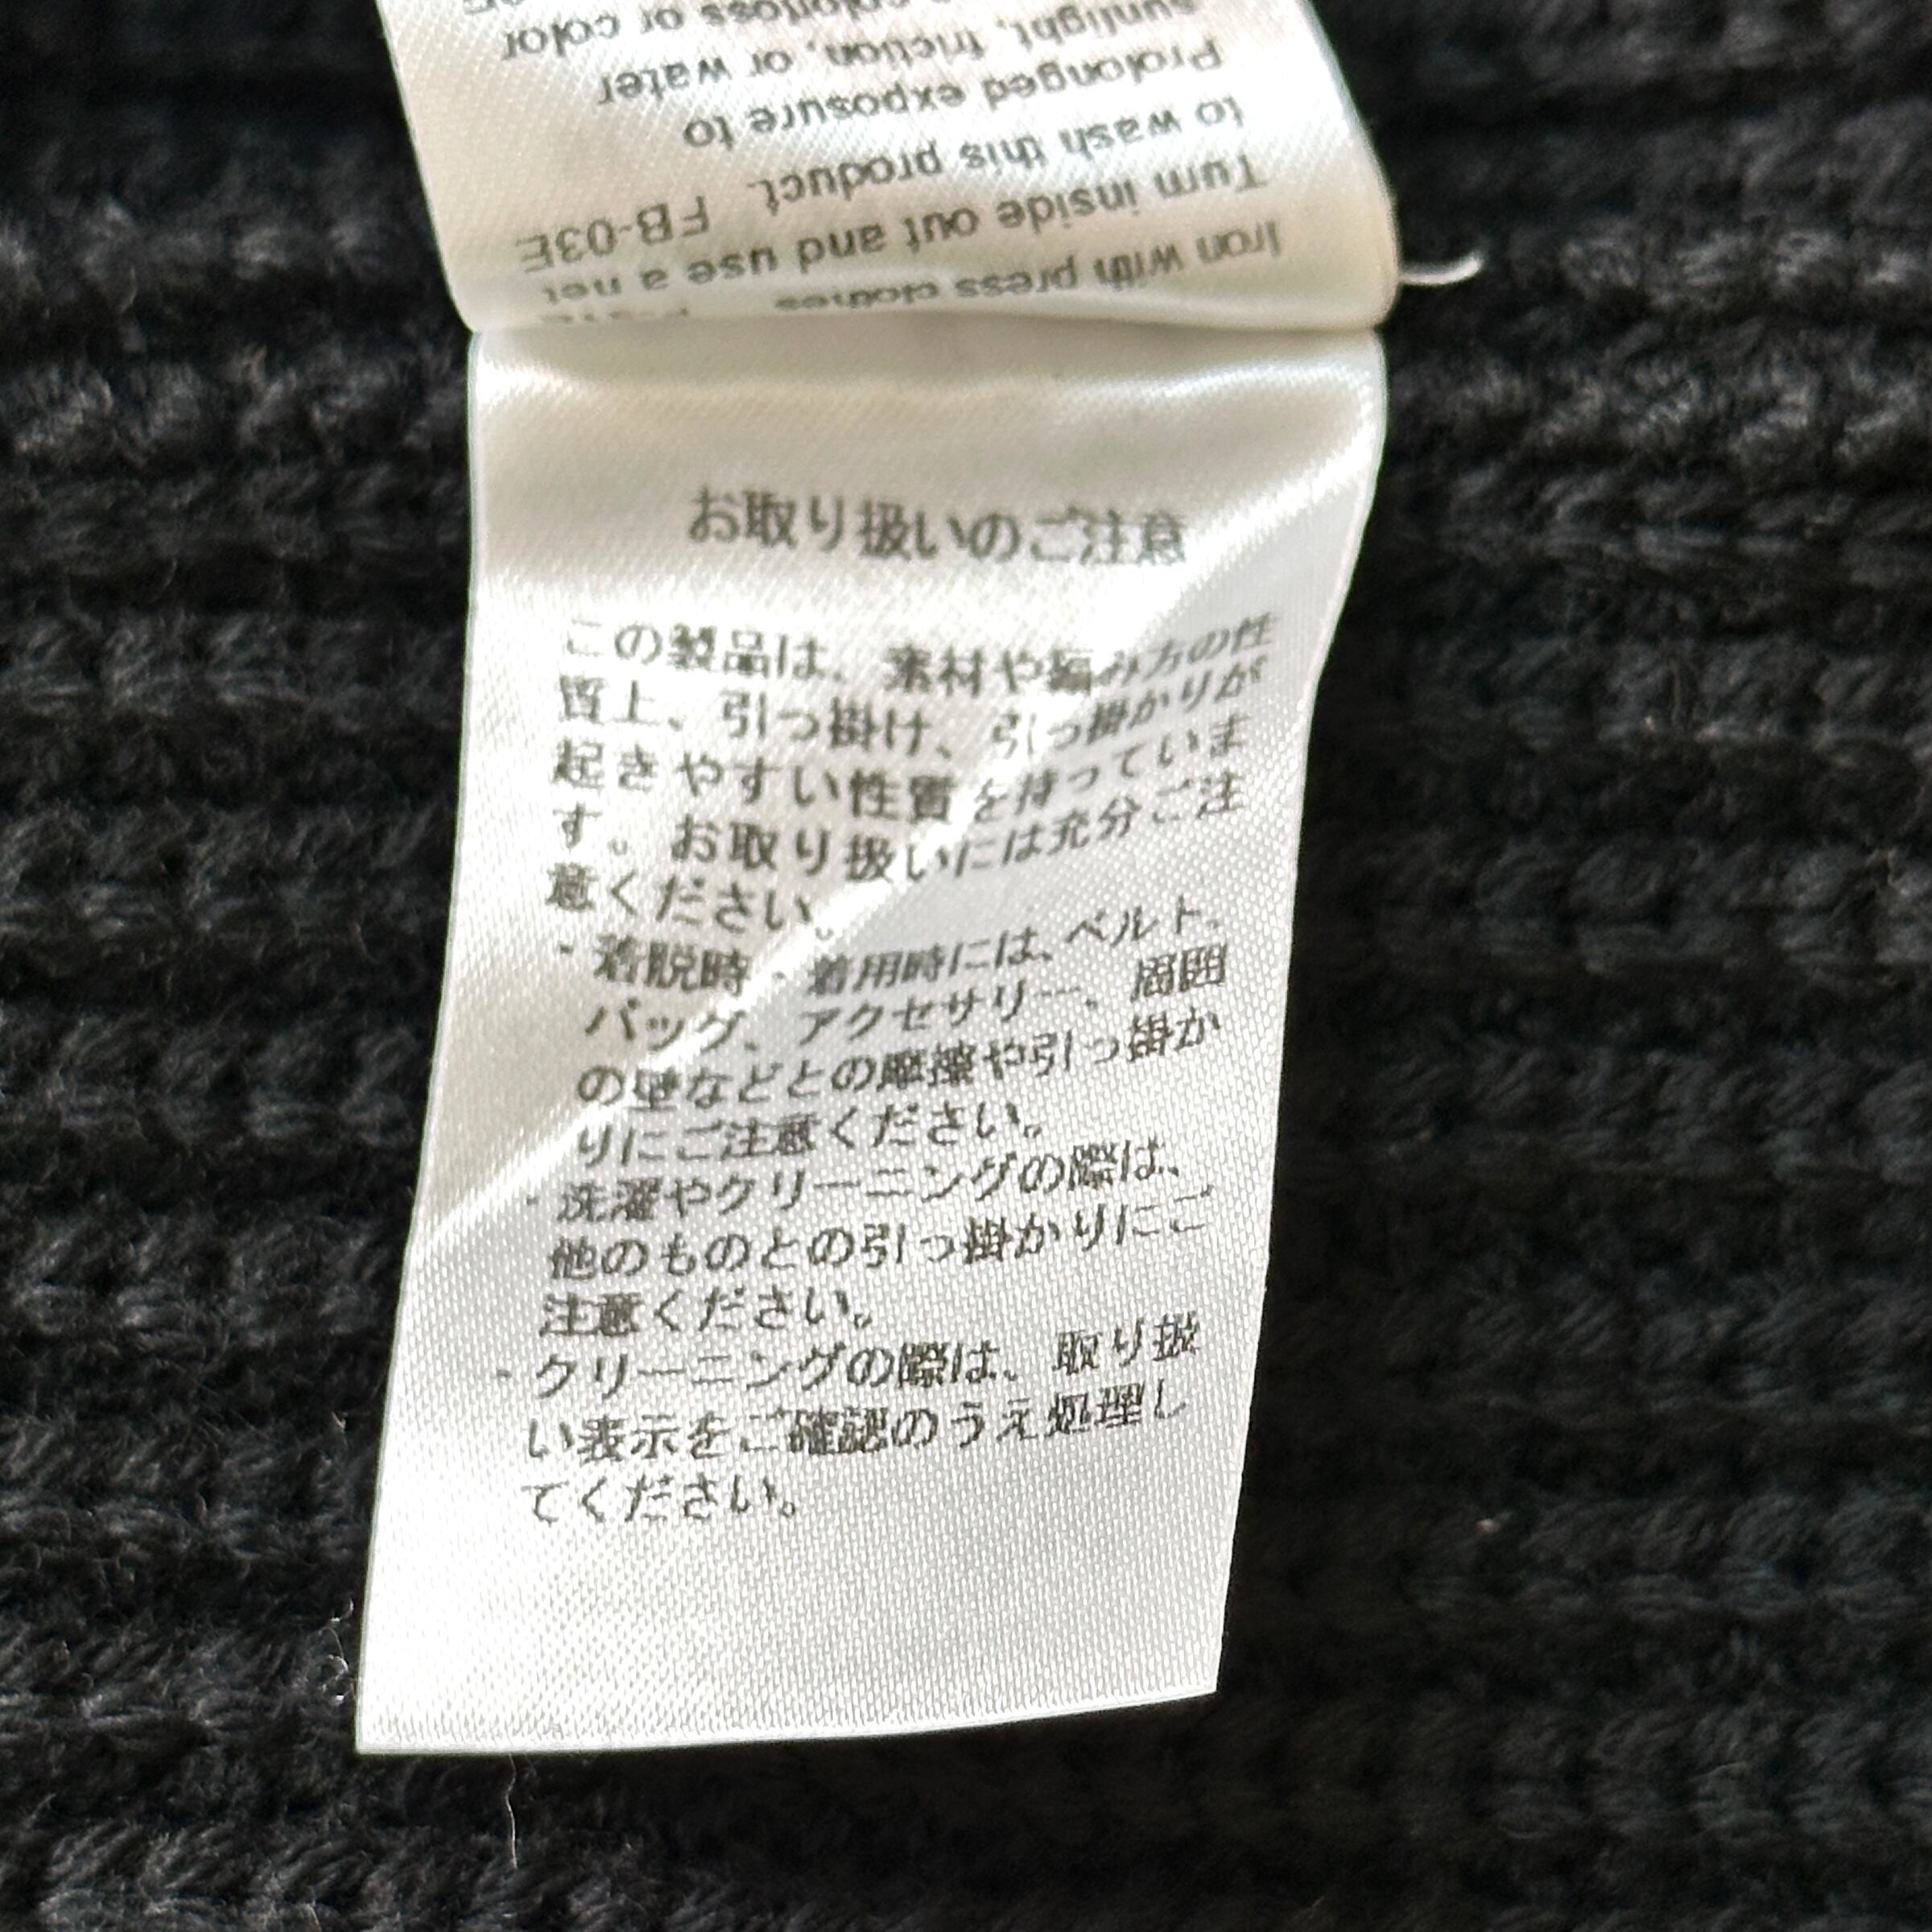 Iron with press clothes
Turn inside out and use a net
to wash this product. FB-03E
Prolonged exposure to
sunlight, friction, or water
colorloss or color
お取り扱いのご注意
この製品は、素材や編み方の性
質上、引っ掛け、引っ掛かりが
起きやすい性質を持っていま
す。お取り扱いには充分ご注
意ください。
・着脱時・着用時には、ベルト、
バッグ、アクセサリー、周囲
の壁などとの摩擦や引っ掛か
りにご注意ください。
・洗濯やクリーニングの際は、
他のものとの引っ掛かりにご
注意ください。
・クリーニングの際は、取り扱
い表示をご確認のうえ処理し
てください。